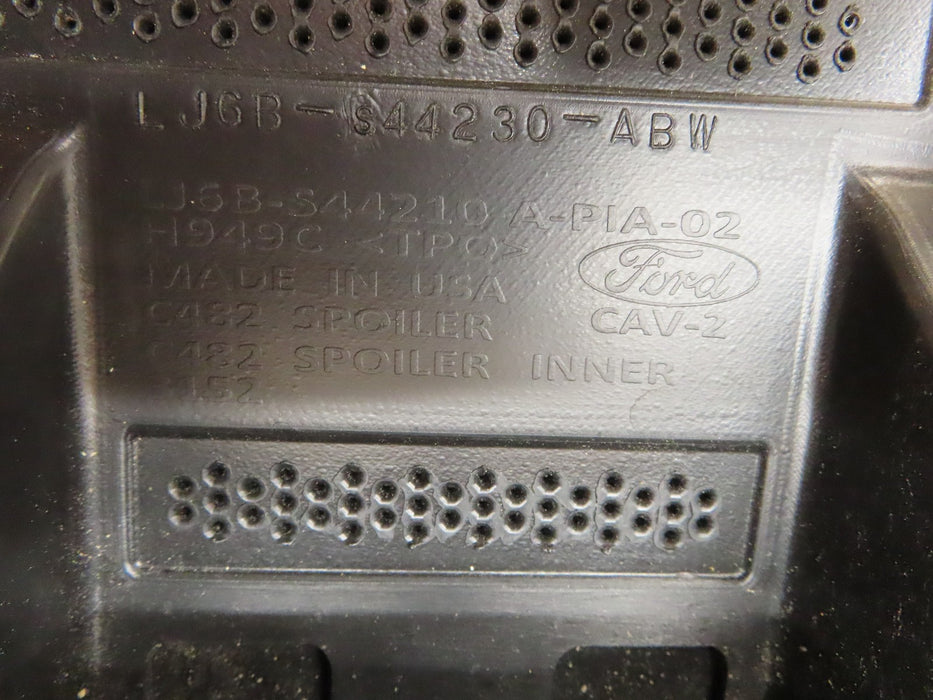 LJ6B-S44230-ABW
LJ6B-S44210 A-PIA-02
H949C <TPO>
Ford
MADE IN USA
C482 SPOILER
CAV-2
C482 SPOILER INNER